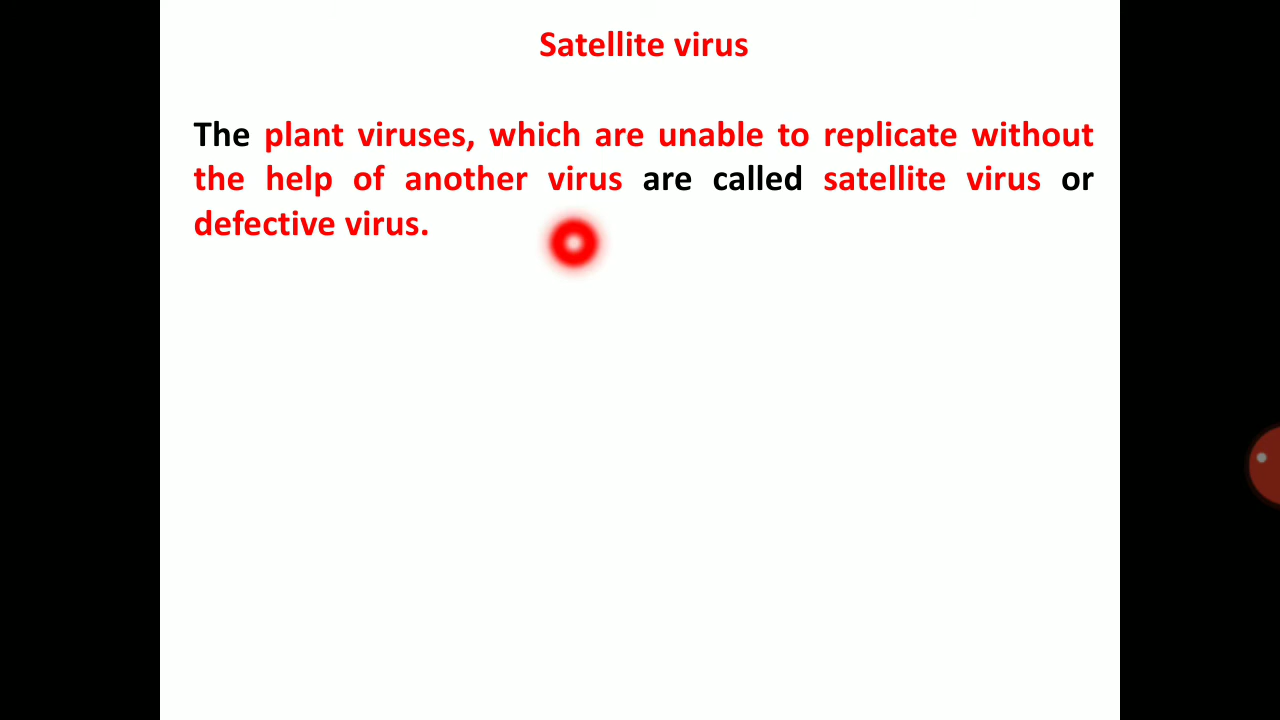 Satellite virus
The plant viruses, which are unable to replicate without
the help of another virus are called satellite virus or
defective virus.